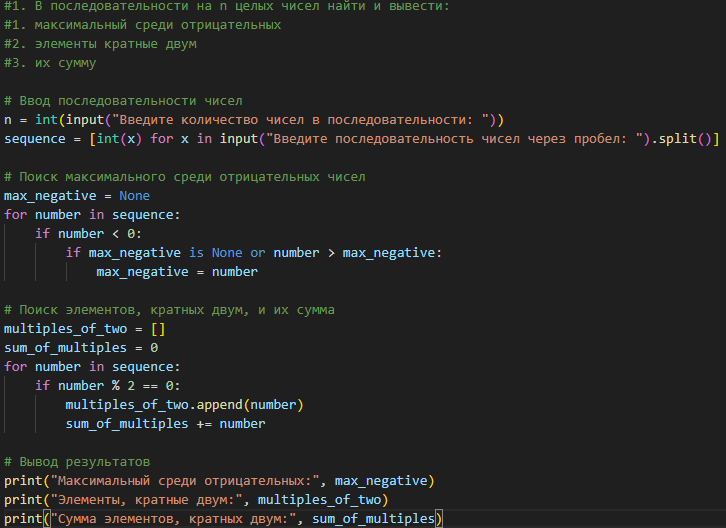 #1. В последовательности на n целых чисел найти и вывести:
#1. максимальный среди отрицательных
#2. элементы кратные двум
#3. их сумму
# Ввод последовательности чисел
n = int(input("Введите количество чисел в последовательности: "))
sequence = [int(x) for x in input("Введите последовательность чисел через пробел: ").split()]
# Поиск максимального среди отрицательных чисел
max_negative = None
for number in sequence:
    if number < 0:
        if max_negative is None or number > max_negative:
            max_negative = number
# Поиск элементов, кратных двум, и их сумма
multiples_of_two = []
sum_of_multiples = 0
for number in sequence:
    if number % 2 == 0:
        multiples_of_two.append(number)
        sum_of_multiples += number
# Вывод результатов
print("Максимальный среди отрицательных:", max_negative)
print("Элементы, кратные двум:", multiples_of_two)
print("Сумма элементов, кратных двум:", sum_of_multiples)